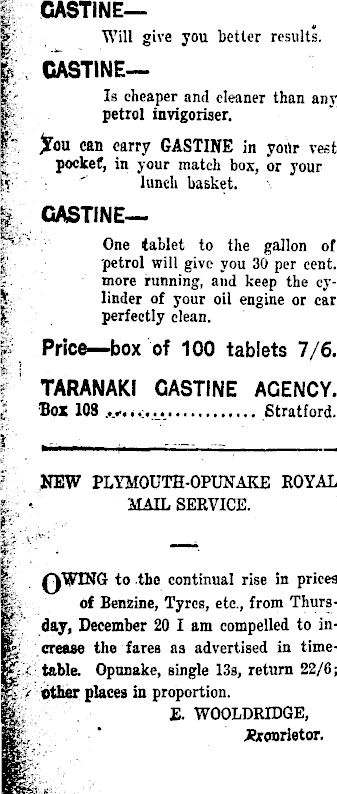 GASTINE—
Will give you better results.
GASTINE—
Is cheaper and cleaner than any
petrol invigoriser.
You can carry GASTINE in your vest
pocket, in your match box, or your
lunch basket.
GASTINE—
One tablet to the gallon of
petrol will give you 30 per cent.
more running, and keep the cy-
linder of your oil engine or car
perfectly clean.
Price—box of 100 tablets 7/6.
TARANAKI GASTINE AGENCY.
Box 108 ...................... Stratford.
NEW PLYMOUTH-OPUNAKE ROYAL
MAIL SERVICE.
OWING to the continual rise in prices
of Benzine, Tyres, etc., from Thurs-
day, December 20 I am compelled to in-
crease the fares as advertised in time-
table. Opunake, single 13s, return 22/6;
other places in proportion.
E. WOOLDRIDGE,
Proprietor.